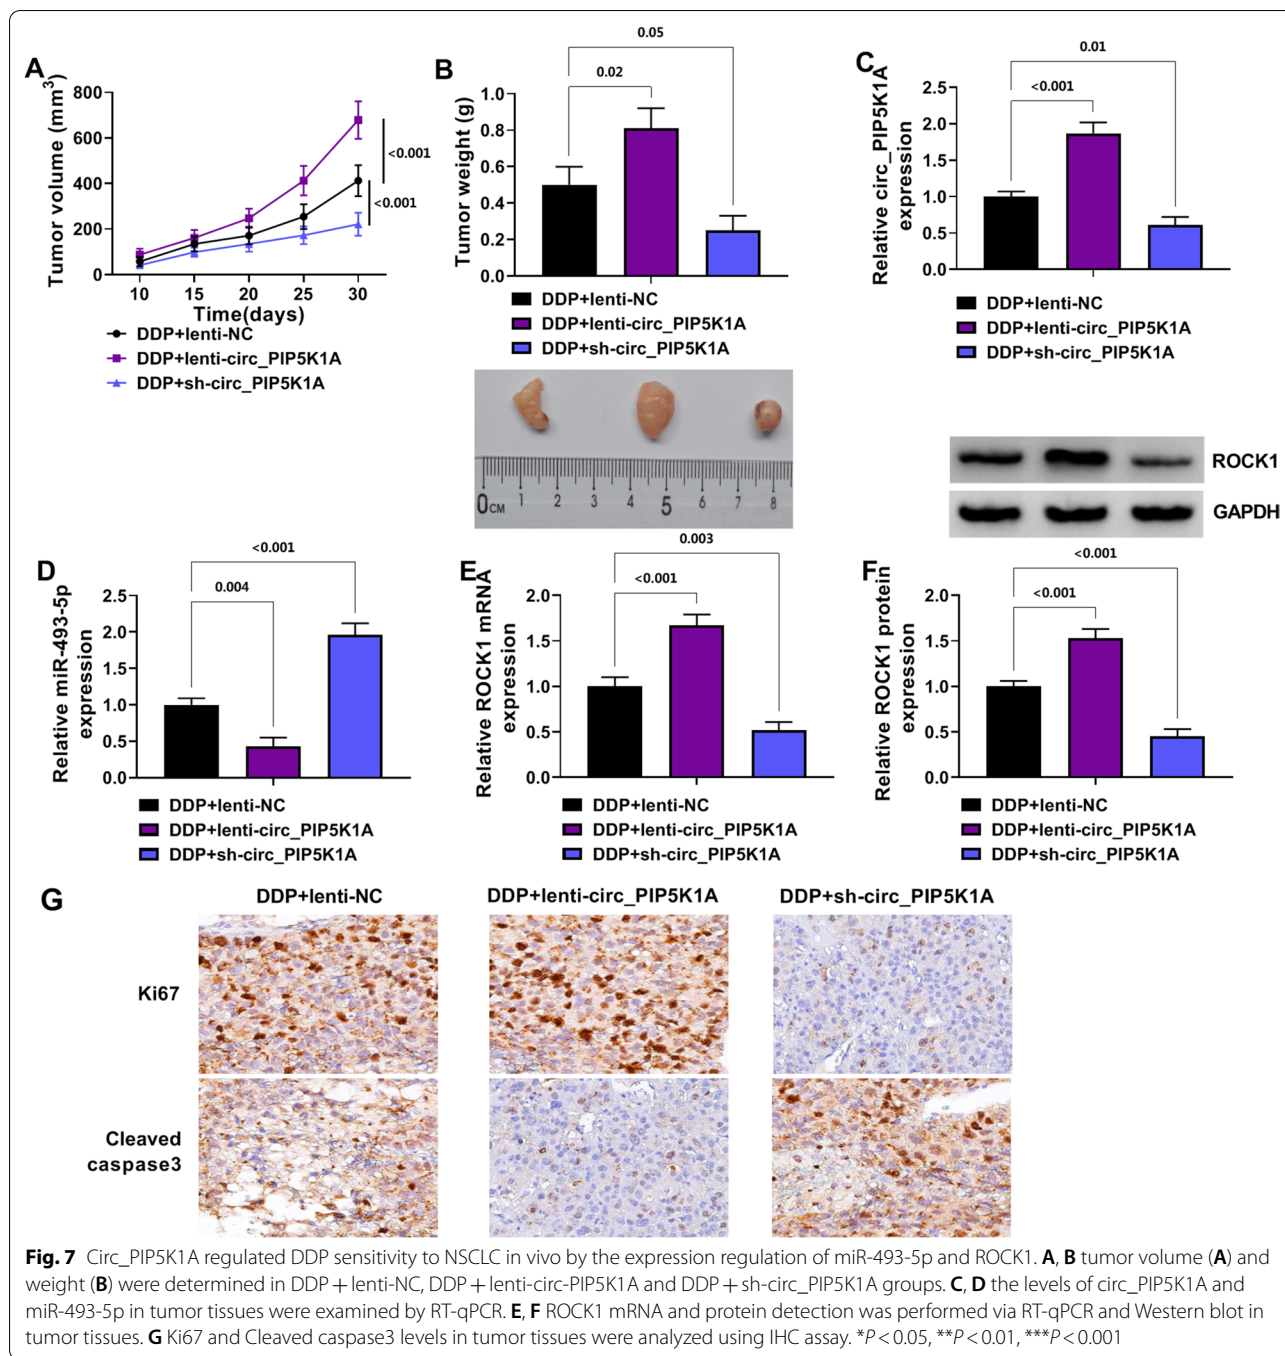 A
Tumor volume (mm³)
800
600
400
200
0
10 15 20 25 30
Time(days)
<0.001
<0.001
DDP+lenti-NC
DDP+lenti-circ_PIP5K1A
DDP+sh-circ_PIP5K1A
B
Tumor weight (g)
1.0
0.8
0.6
0.4
0.2
0.0
0.05
0.02
DDP+lenti-NC
DDP+lenti-circ_PIP5K1A
DDP+sh-circ_PIP5K1A
0CM 1 2 3 4 5 6 7 8
C
Relative circ_PIP5K1A
expression
2.5
2.0
1.5
1.0
0.5
0.0
0.01
<0.001
DDP+lenti-NC
DDP+lenti-circ_PIP5K1A
DDP+sh-circ_PIP5K1A
ROCK1
GAPDH
D
Relative miR-493-5p
expression
2.5
2.0
1.5
1.0
0.5
0.0
<0.001
0.004
DDP+lenti-NC
DDP+lenti-circ_PIP5K1A
DDP+sh-circ_PIP5K1A
E
Relative ROCK1 mRNA
expression
2.0
1.5
1.0
0.5
0.0
0.003
<0.001
DDP+lenti-NC
DDP+lenti-circ_PIP5K1A
DDP+sh-circ_PIP5K1A
F
Relative ROCK1 protein
expression
2.0
1.5
1.0
0.5
0.0
<0.001
<0.001
DDP+lenti-NC
DDP+lenti-circ_PIP5K1A
DDP+sh-circ_PIP5K1A
G
DDP+lenti-NC DDP+lenti-circ_PIP5K1A DDP+sh-circ_PIP5K1A
Ki67
Cleaved
caspase3
Fig. 7 Circ_PIP5K1A regulated DDP sensitivity to NSCLC in vivo by the expression regulation of miR-493-5p and ROCK1. A, B tumor volume (A) and
weight (B) were determined in DDP + lenti-NC, DDP + lenti-circ-PIP5K1A and DDP + sh-circ_PIP5K1A groups. C, D the levels of circ_PIP5K1A and
miR-493-5p in tumor tissues were examined by RT-qPCR. E, F ROCK1 mRNA and protein detection was performed via RT-qPCR and Western blot in
tumor tissues. G Ki67 and Cleaved caspase3 levels in tumor tissues were analyzed using IHC assay. *P < 0.05, **P < 0.01, ***P < 0.001